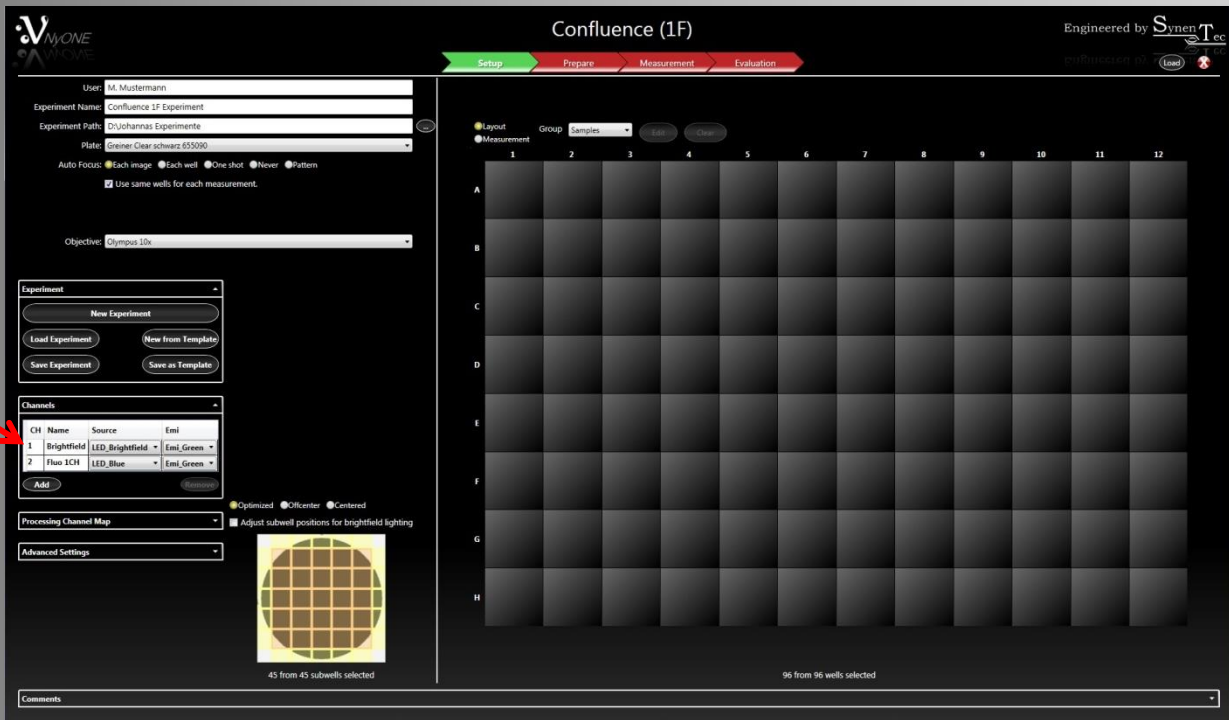 NyONE
Confluence (1F)
Engineered by SynenTec
Setup Prepare Measurement Evaluation
Load
User: M. Mustermann
Experiment Name: Confluence 1F Experiment
Experiment Path: D:\Johannas Experimente ...
Plate: Greiner Clear schwarz 655090
Auto Focus: Each image Each well One shot Never Pattern
Use same wells for each measurement.
Objective: Olympus 10x
Experiment
New Experiment
Load Experiment New from Template
Save Experiment Save as Template
Channels
CH Name Source Emi
1 Brightfield LED_Brightfield Emi_Green
2 Fluo 1CH LED_Blue Emi_Green
Add Remove
Processing Channel Map
Advanced Settings
Optimized Offcenter Centered
Adjust subwell positions for brightfield lighting
45 from 45 subwells selected
Layout
Measurement
Group Samples Edit Clear
1 2 3 4 5 6 7 8 9 10 11 12
A
B
C
D
E
F
G
H
96 from 96 wells selected
Comments